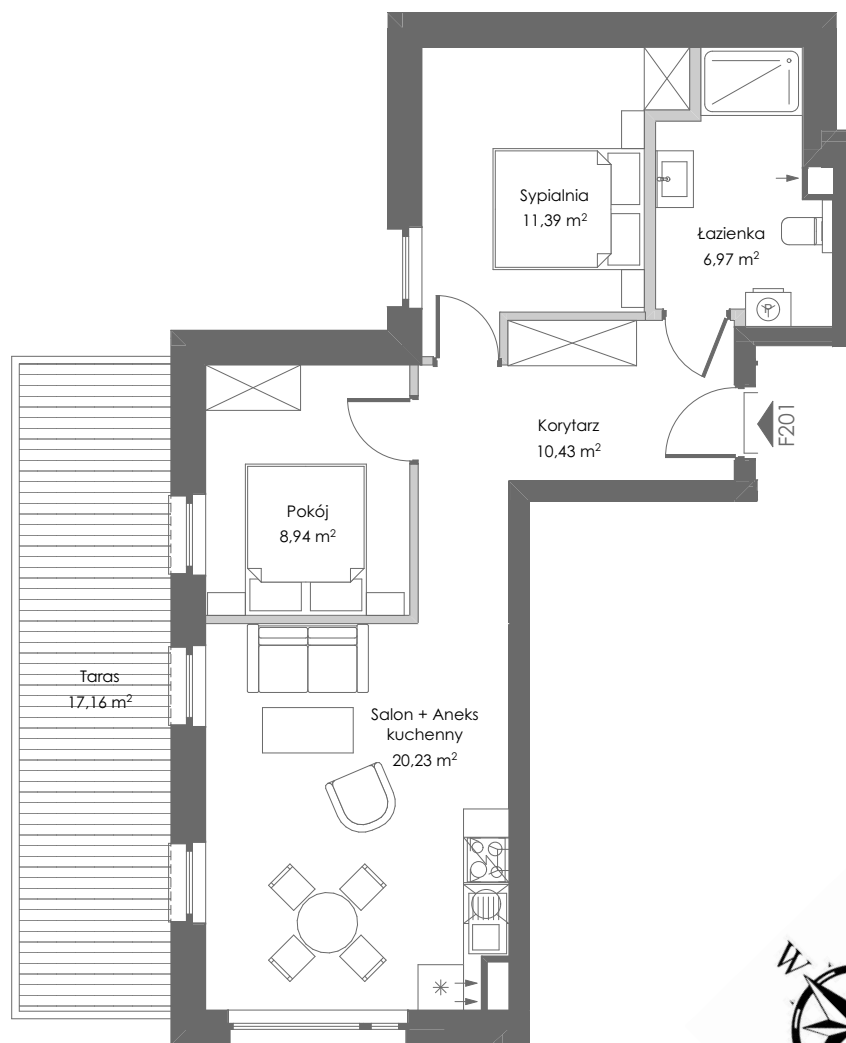 Sypialnia
11,39 m²
Łazienka
6,97 m²
Korytarz
10,43 m²
F201
Pokój
8,94 m²
Taras
17,16 m²
Salon + Aneks
kuchenny
20,23 m²
W